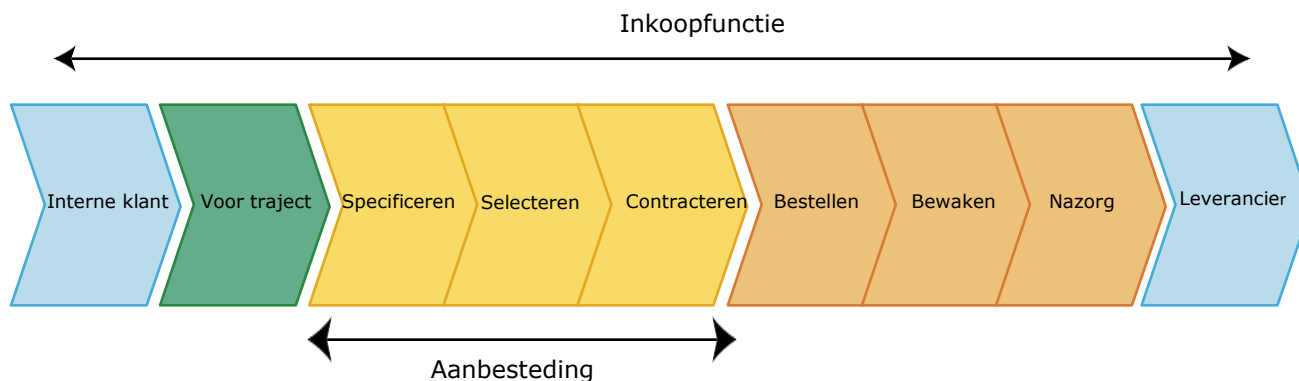 Inkoopfunctie
Interne klant
Voor traject
Specificeren
Selecteren
Contracteren
Bestellen
Bewaken
Nazorg
Leverancier
Aanbesteding